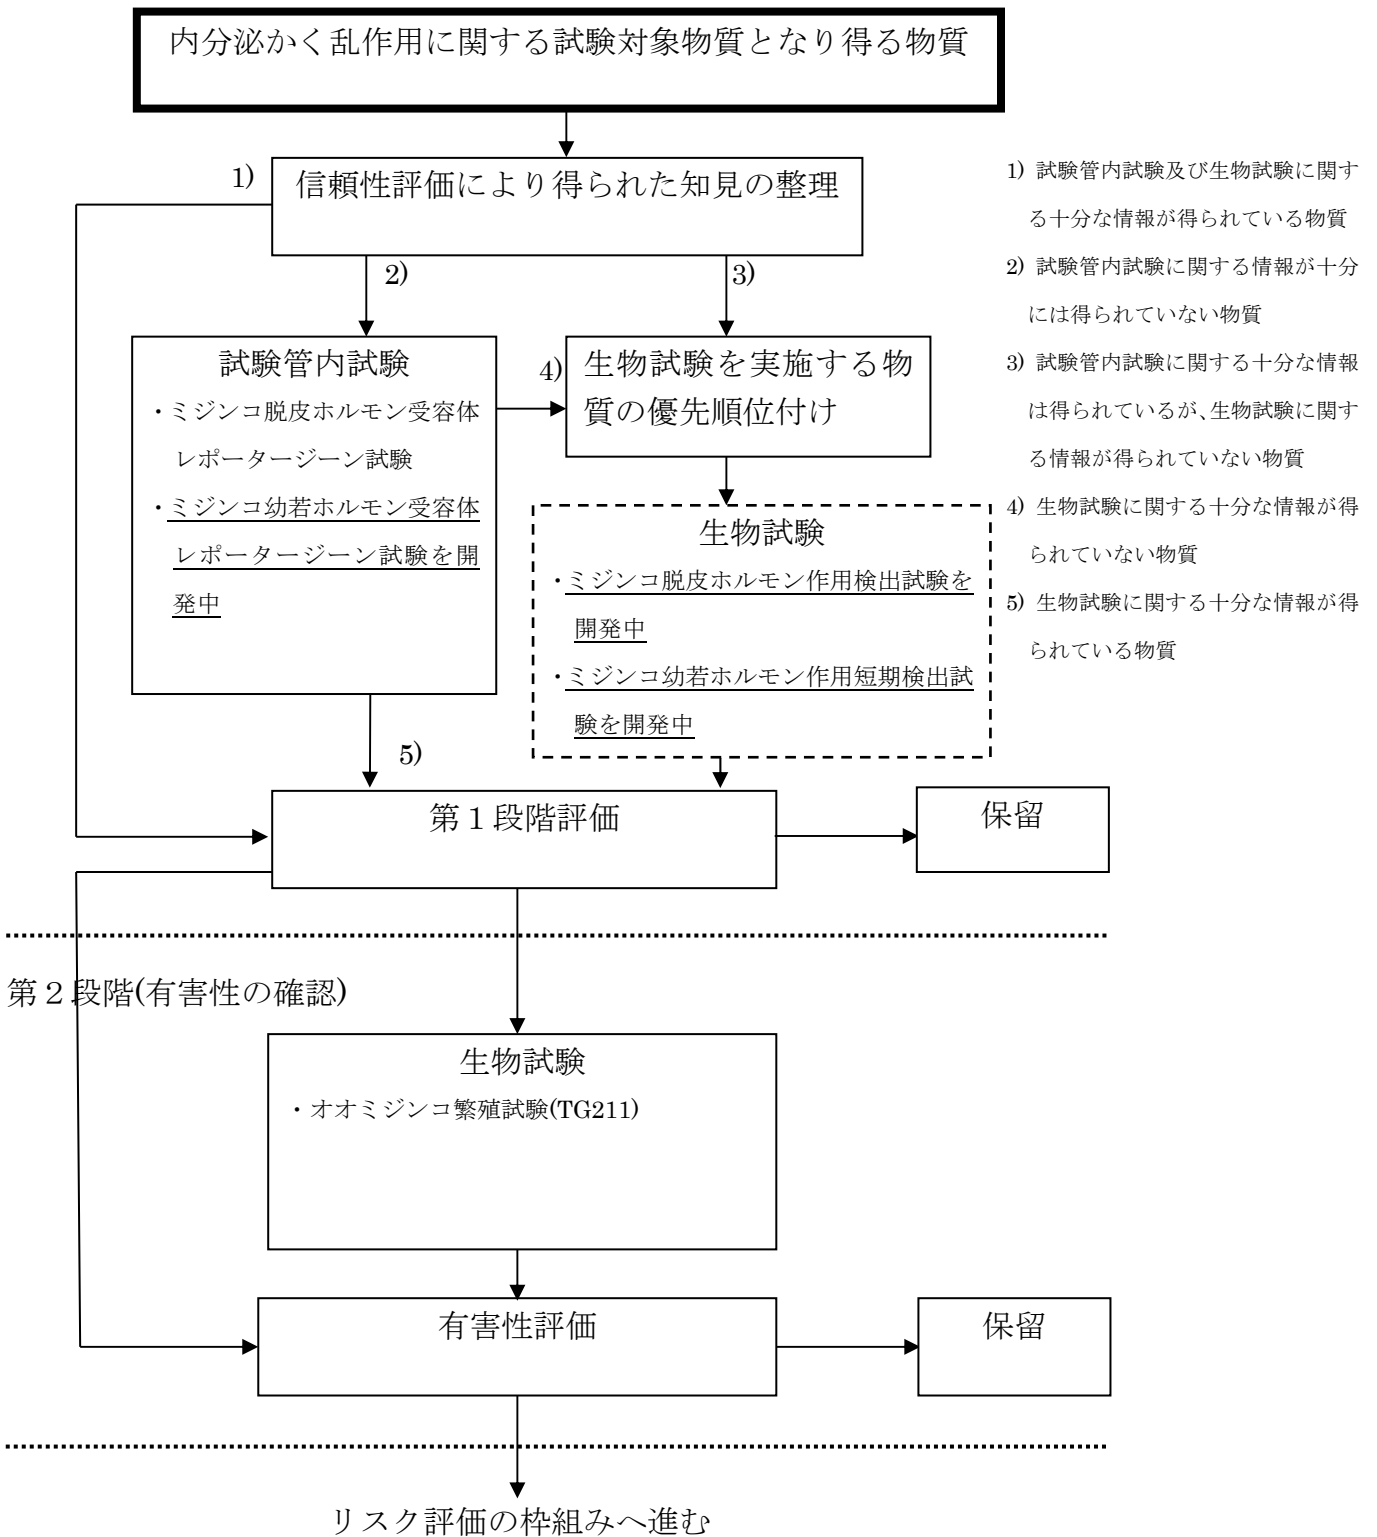 内分泌かく乱作用に関する試験対象物質となり得る物質
1)
信頼性評価により得られた知見の整理
2)
3)
試験管内試験
・ミジンコ脱皮ホルモン受容体
レポータージーン試験
・ミジンコ幼若ホルモン受容体
レポータージーン試験を開
発中
4)
生物試験を実施する物
質の優先順位付け
生物試験
・ミジンコ脱皮ホルモン作用検出試験を
開発中
・ミジンコ幼若ホルモン作用短期検出試
験を開発中
5)
1) 試験管内試験及び生物試験に関す
る十分な情報が得られている物質
2) 試験管内試験に関する情報が十分
には得られていない物質
3) 試験管内試験に関する十分な情報
は得られているが、生物試験に関す
る情報が得られていない物質
4) 生物試験に関する十分な情報が得
られていない物質
5) 生物試験に関する十分な情報が得
られている物質
第１段階評価
保留
第２段階(有害性の確認)
生物試験
・オオミジンコ繁殖試験(TG211)
有害性評価
保留
リスク評価の枠組みへ進む